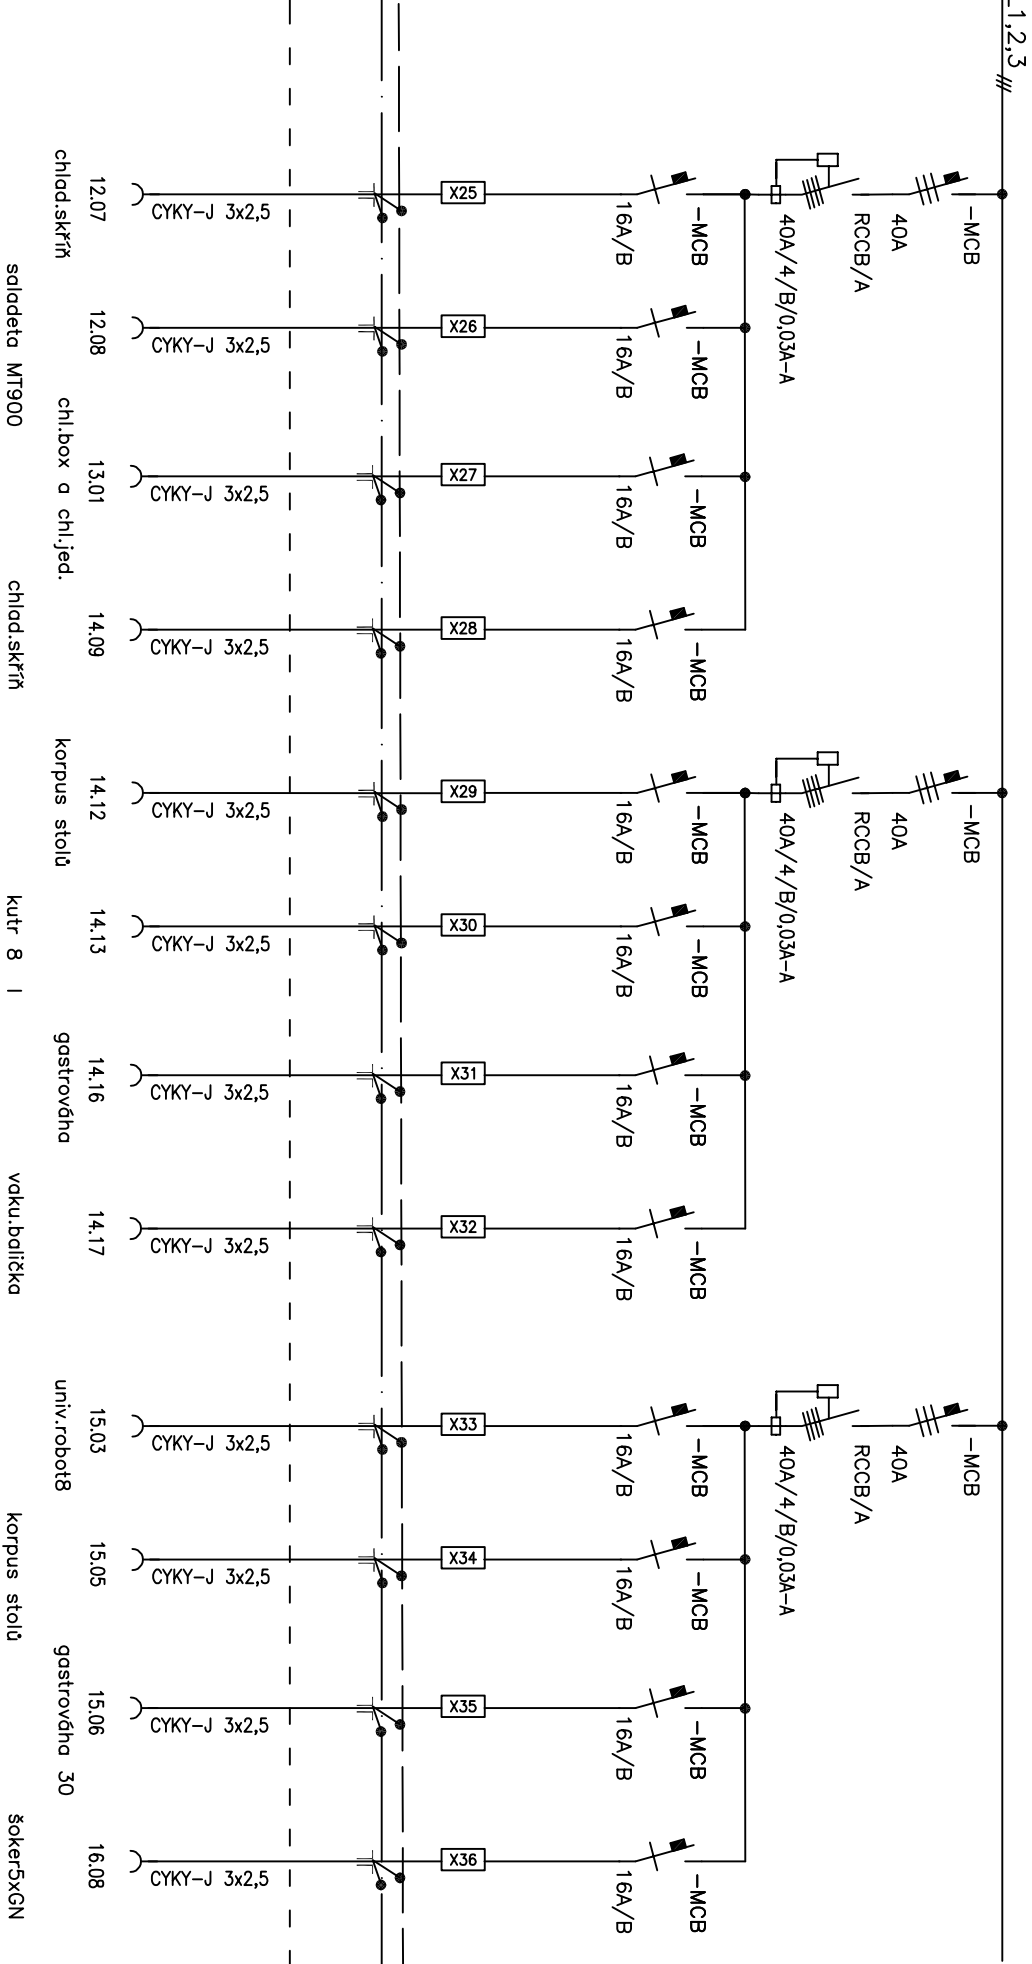 1,2,3
-MCB
40A
RCCB/A
40A/4/B/0,03A-A
-MCB
16A/B
X25
CYKY-J 3x2,5
12.07
chlad.skříň
-MCB
16A/B
X26
CYKY-J 3x2,5
12.08
saladeta MT900
-MCB
16A/B
X27
CYKY-J 3x2,5
13.01
chl.box a chl.jed.
-MCB
16A/B
X28
CYKY-J 3x2,5
14.09
chlad.skříň
-MCB
40A
RCCB/A
40A/4/B/0,03A-A
-MCB
16A/B
X29
CYKY-J 3x2,5
14.12
korpus stolů
-MCB
16A/B
X30
CYKY-J 3x2,5
14.13
kutr 8 l
-MCB
16A/B
X31
CYKY-J 3x2,5
14.16
gastrováha
-MCB
16A/B
X32
CYKY-J 3x2,5
14.17
vaku.balička
-MCB
40A
RCCB/A
40A/4/B/0,03A-A
-MCB
16A/B
X33
CYKY-J 3x2,5
15.03
univ.robot8
-MCB
16A/B
X34
CYKY-J 3x2,5
15.05
korpus stolů
-MCB
16A/B
X35
CYKY-J 3x2,5
15.06
gastrováha 30
-MCB
16A/B
X36
CYKY-J 3x2,5
16.08
šoker5xGN